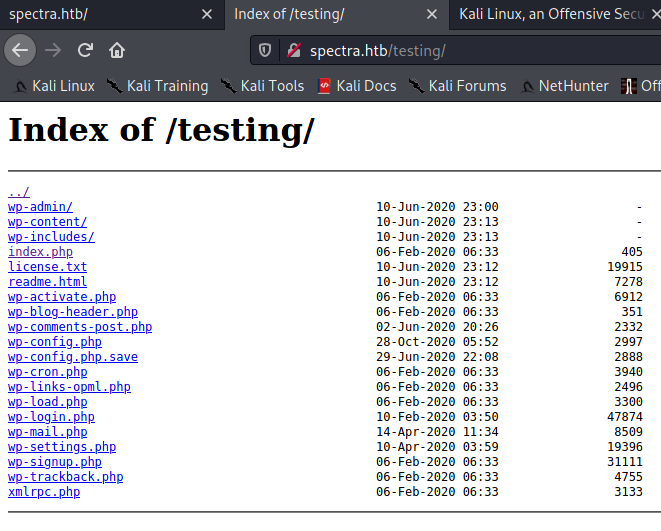 spectra.htb/ Index of /testing/ Kali Linux, an Offensive Secu
spectra.htb/testing/
Kali Linux Kali Training Kali Tools Kali Docs Kali Forums NetHunter Off
Index of /testing/
../
wp-admin/ 10-Jun-2020 23:00 -
wp-content/ 10-Jun-2020 23:13 -
wp-includes/ 10-Jun-2020 23:13 -
index.php 06-Feb-2020 06:33 405
license.txt 10-Jun-2020 23:12 19915
readme.html 10-Jun-2020 23:12 7278
wp-activate.php 06-Feb-2020 06:33 6912
wp-blog-header.php 06-Feb-2020 06:33 351
wp-comments-post.php 02-Jun-2020 20:26 2332
wp-config.php 28-Oct-2020 05:52 2997
wp-config.php.save 29-Jun-2020 22:08 2888
wp-cron.php 06-Feb-2020 06:33 3940
wp-links-opml.php 06-Feb-2020 06:33 2496
wp-load.php 06-Feb-2020 06:33 3300
wp-login.php 10-Feb-2020 03:50 47874
wp-mail.php 14-Apr-2020 11:34 8509
wp-settings.php 10-Apr-2020 03:59 19396
wp-signup.php 06-Feb-2020 06:33 31111
wp-trackback.php 06-Feb-2020 06:33 4755
xmlrpc.php 06-Feb-2020 06:33 3133